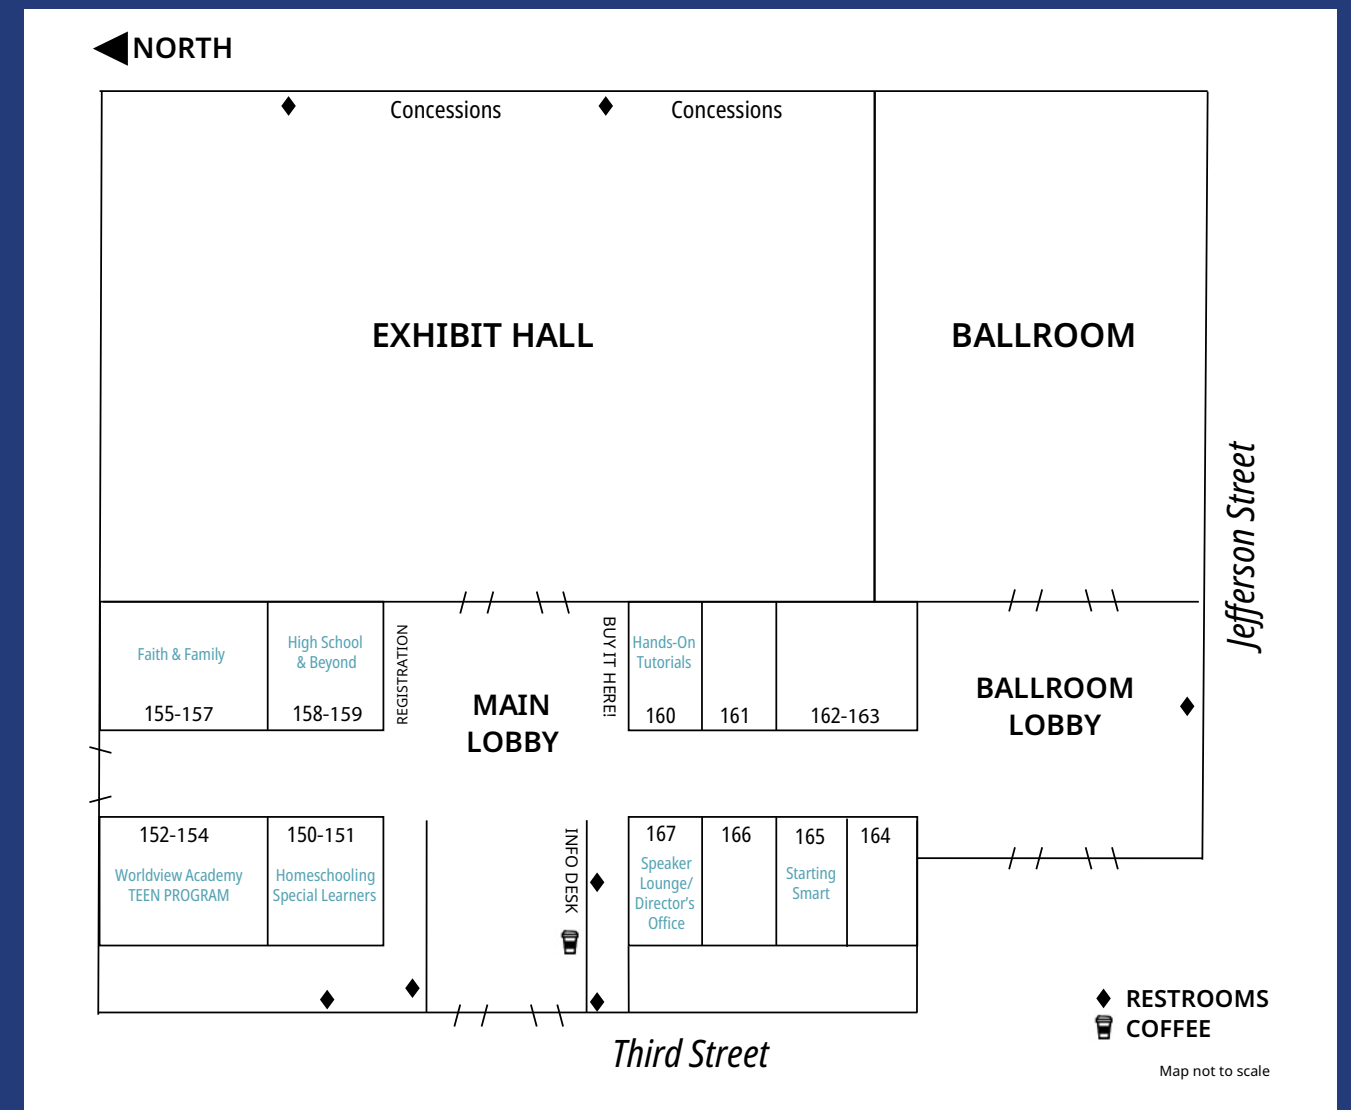 NORTH
Concessions
Concessions
EXHIBIT HALL
BALLROOM
Jefferson Street
Faith & Family
155-157
High School
& Beyond
158-159
REGISTRATION
MAIN
LOBBY
BUY IT HERE!
Hands-On
Tutorials
160
161
162-163
BALLROOM
LOBBY
152-154
Worldview Academy
TEEN PROGRAM
150-151
Homeschooling
Special Learners
INFO DESK
167
Speaker
Lounge/
Director's
Office
166
165
Starting
Smart
164
RESTROOMS
COFFEE
Third Street
Map not to scale